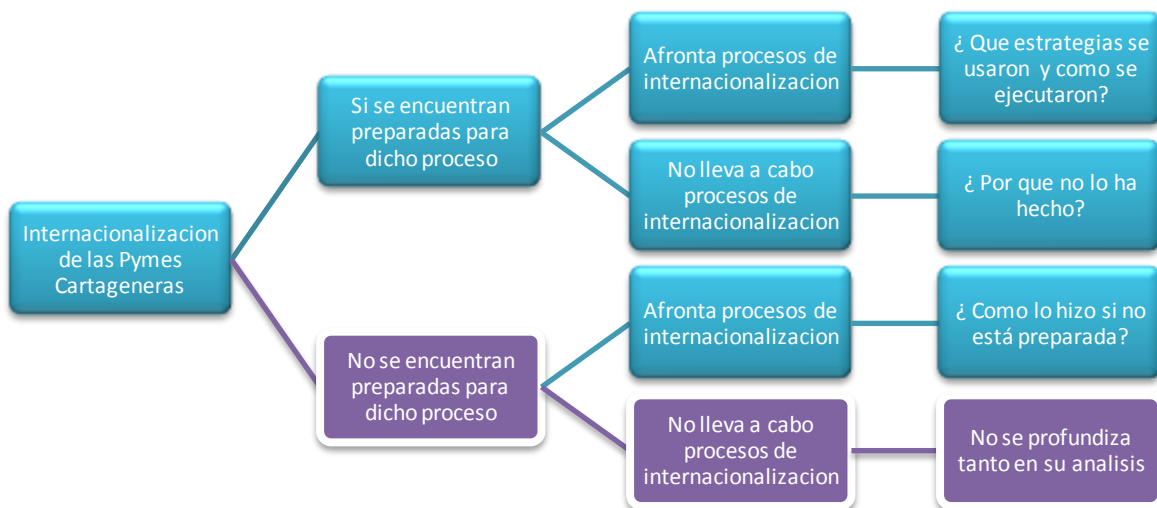 Internacionalizacion
de las Pymes
Cartageneras
Si se encuentran
preparadas para
dicho proceso
Afronta procesos de
internacionalizacion
¿ Que estrategias se
usaron y como se
ejecutaron?
No lleva a cabo
procesos de
internacionalizacion
¿ Por que no lo ha
hecho?
No se encuentran
preparadas para
dicho proceso
Afronta procesos de
internacionalizacion
¿ Como lo hizo si no
está preparada?
No lleva a cabo
procesos de
internacionalizacion
No se profundiza
tanto en su analisis